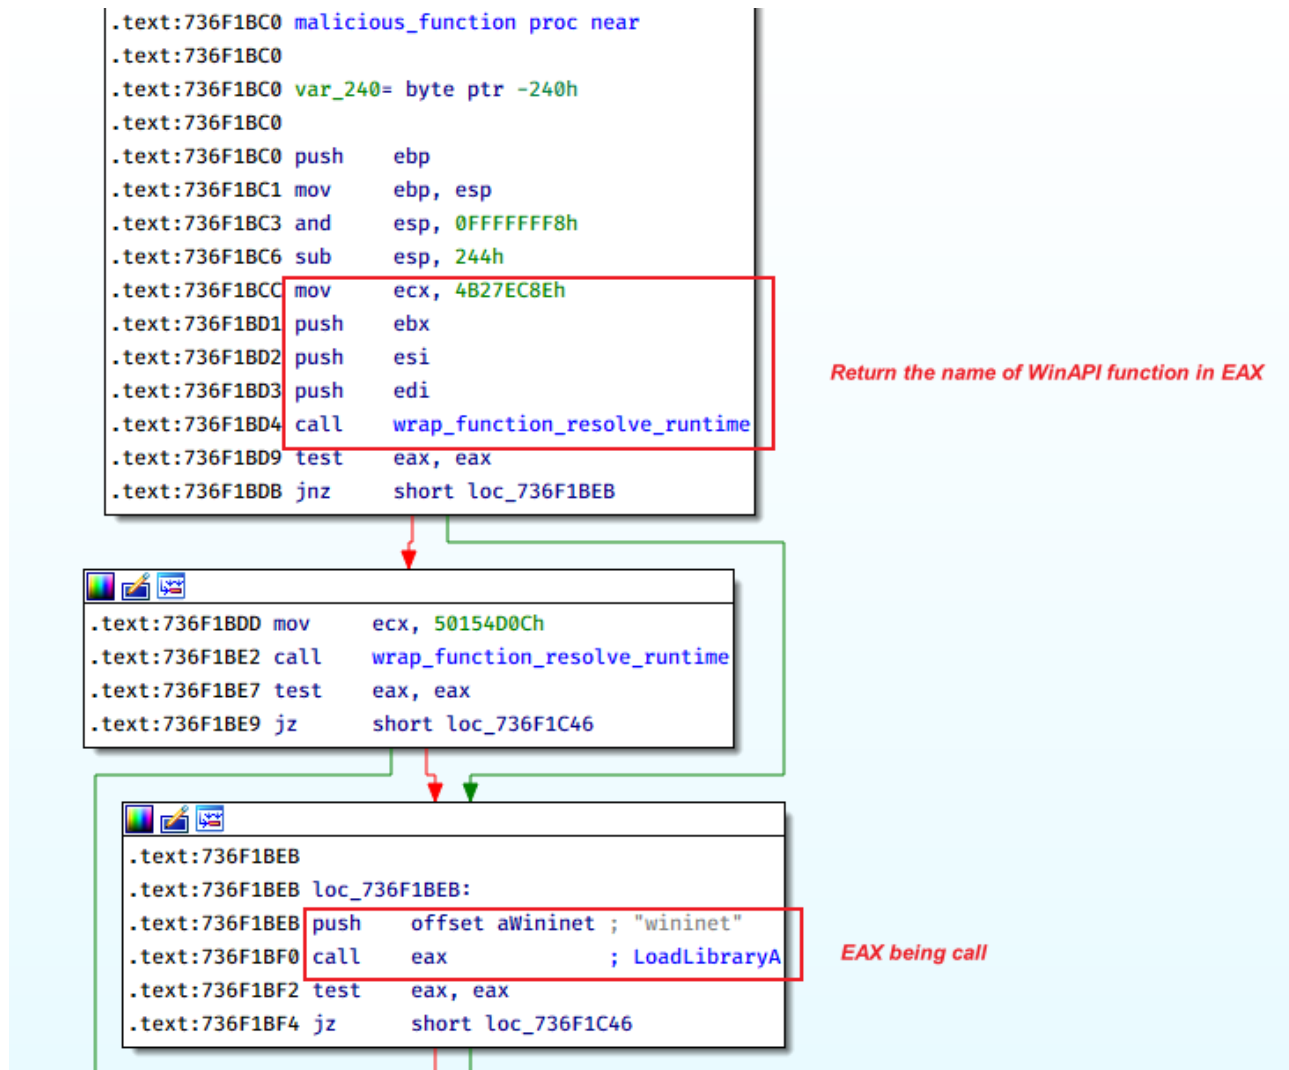 .text:736F1BC0 malicious_function proc near
.text:736F1BC0
.text:736F1BC0 var_240= byte ptr -240h
.text:736F1BC0
.text:736F1BC0 push ebp
.text:736F1BC1 mov ebp, esp
.text:736F1BC3 and esp, 0FFFFFFF8h
.text:736F1BC6 sub esp, 244h
.text:736F1BCC mov ecx, 4B27EC8Eh
.text:736F1BD1 push ebx
.text:736F1BD2 push esi
Return the name of WinAPI function in EAX
.text:736F1BD3 push edi
.text:736F1BD4 call wrap_function_resolve_runtime
.text:736F1BD9 test eax, eax
.text:736F1BDB jnz short loc_736F1BEB
.text:736F1BDD mov ecx, 50154D0Ch
.text:736F1BE2 call wrap_function_resolve_runtime
.text:736F1BE7 test eax, eax
.text:736F1BE9 jz short loc_736F1C46
.text:736F1BEB
.text:736F1BEB loc_736F1BEB:
.text:736F1BEB push offset aWininet ; "wininet"
.text:736F1BF0 call eax ; LoadLibraryA
EAX being call
.text:736F1BF2 test eax, eax
.text:736F1BF4 jz short loc_736F1C46